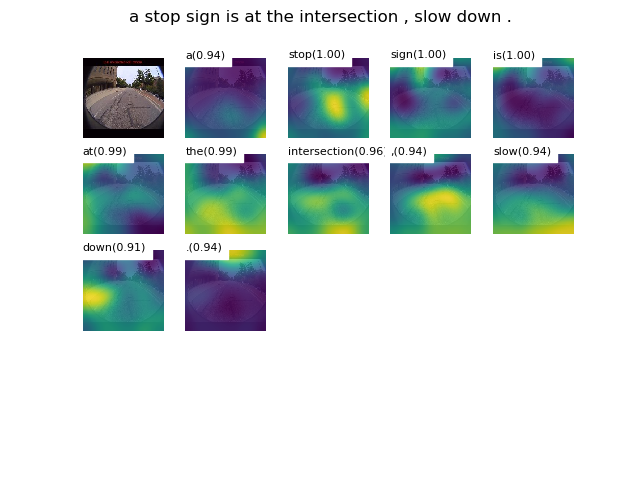 a stop sign is at the intersection , slow down .
a(0.94) stop(1.00) sign(1.00) is(1.00)
at(0.99) the(0.99) intersection(0.96) ,(0.94) slow(0.94)
down(0.91) .(0.94)